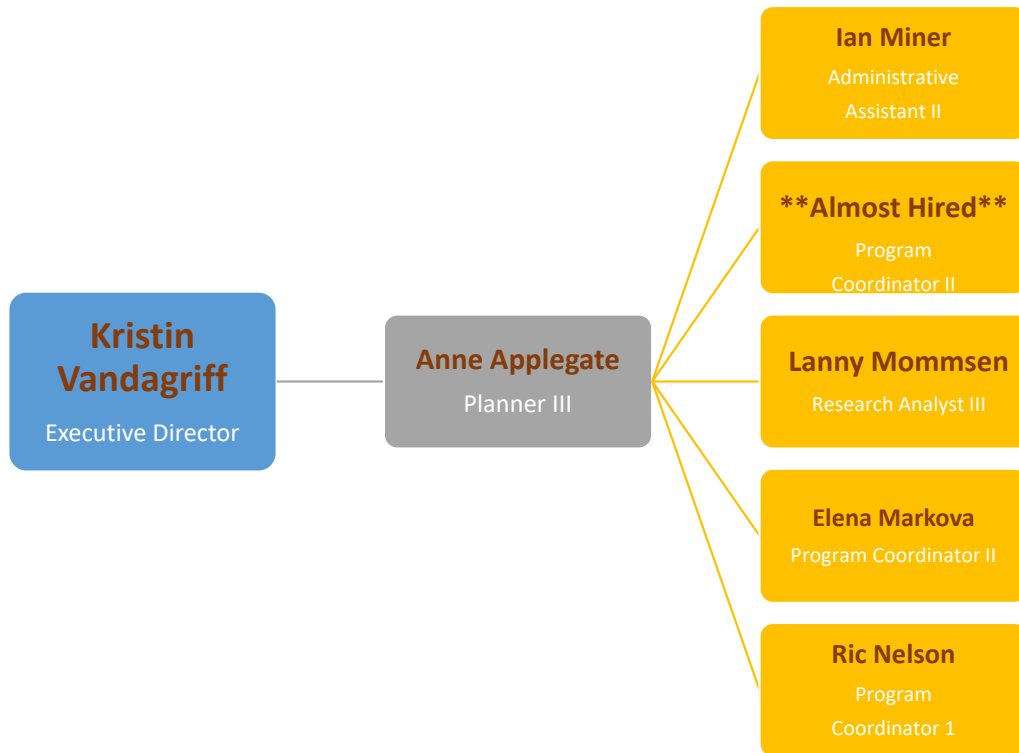 Kristin
Vandagriff
Executive Director
Anne Applegate
Planner III
Ian Miner
Administrative
Assistant II
**Almost Hired**
Program
Coordinator II
Lanny Mommsen
Research Analyst III
Elena Markova
Program Coordinator II
Ric Nelson
Program
Coordinator 1